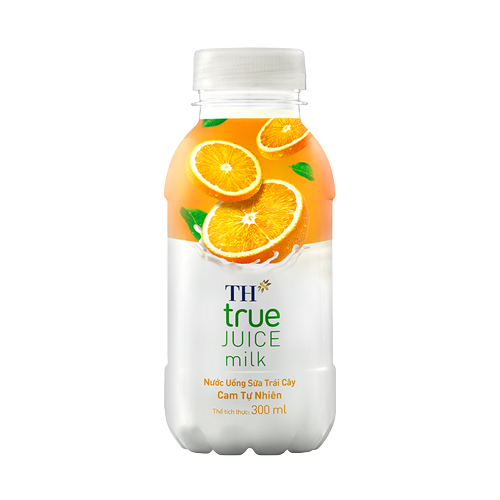 TH
true
JUICE
milk
Nước Uống Sữa Trái Cây
Cam Tự Nhiên
Thể tích thực: 300 ml